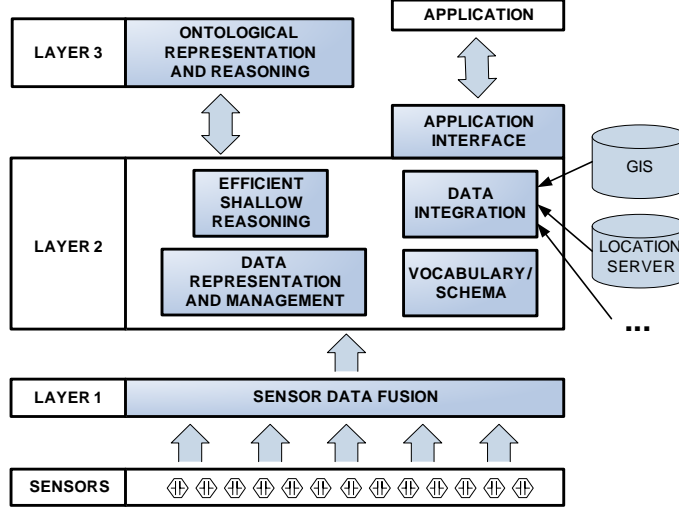 LAYER 3
ONTOLOGICAL
REPRESENTATION
AND REASONING
APPLICATION
APPLICATION
INTERFACE
LAYER 2
EFFICIENT
SHALLOW
REASONING
DATA
REPRESENTATION
AND MANAGEMENT
DATA
INTEGRATION
VOCABULARY/
SCHEMA
GIS
LOCATION
SERVER
...
LAYER 1
SENSOR DATA FUSION
SENSORS